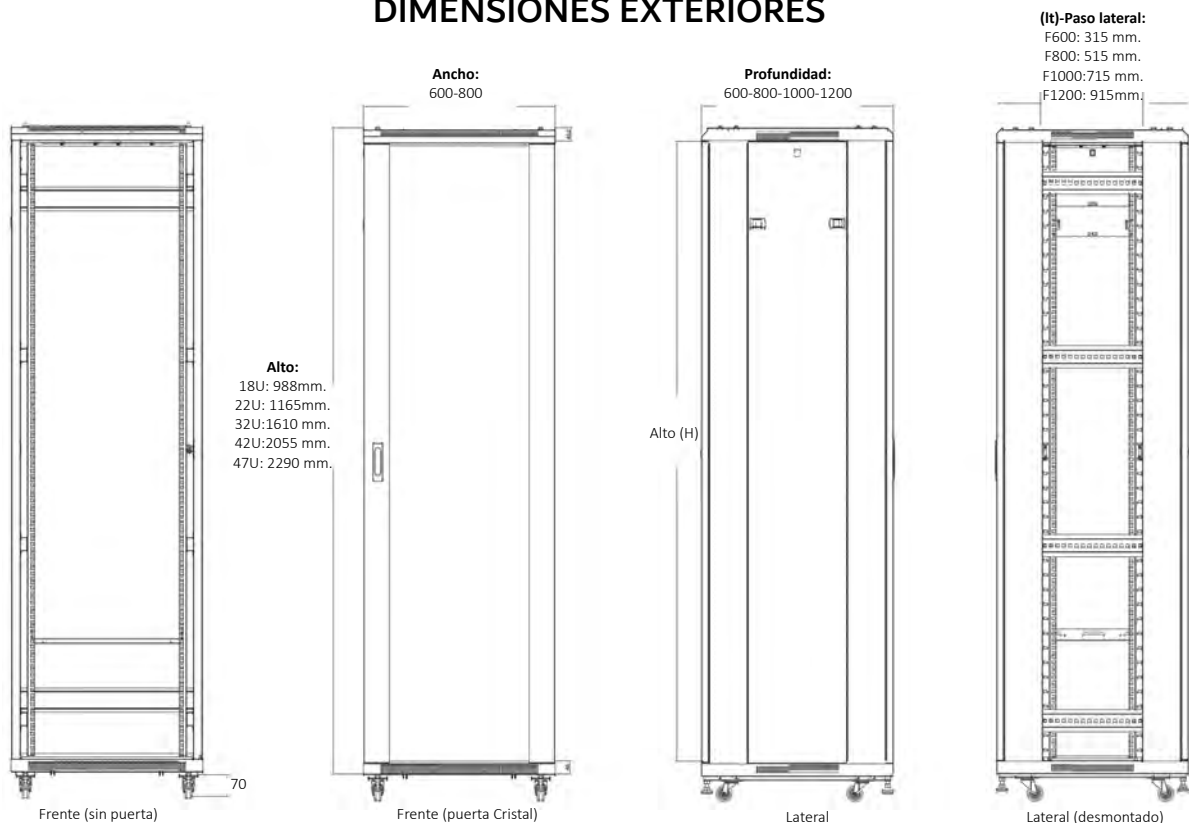 DIMENSIONES EXTERIORES
(lt)-Paso lateral:
F600: 315 mm.
F800: 515 mm.
F1000:715 mm.
F1200: 915mm.
Ancho:
600-800
Profundidad:
600-800-1000-1200
Alto:
18U: 988mm.
22U: 1165mm.
32U:1610 mm.
42U:2055 mm.
47U: 2290 mm.
Alto (H)
70
Frente (sin puerta)
Frente (puerta Cristal)
Lateral
Lateral (desmontado)